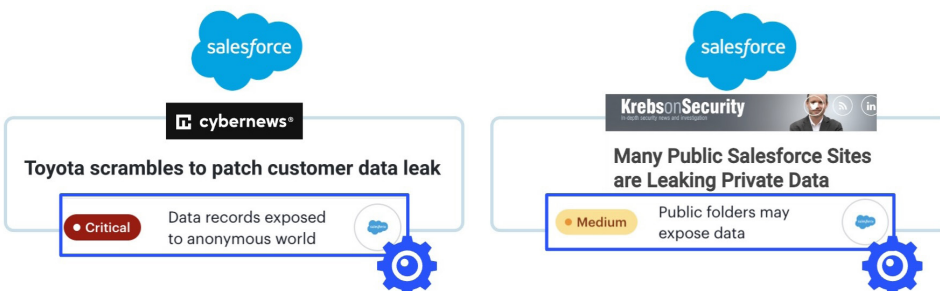 salesforce
cybernews®
Toyota scrambles to patch customer data leak
Critical
Data records exposed
to anonymous world
salesforce
KrebsonSecurity
In-depth security news and investigation
in
Many Public Salesforce Sites
are Leaking Private Data
Medium
Public folders may
expose data